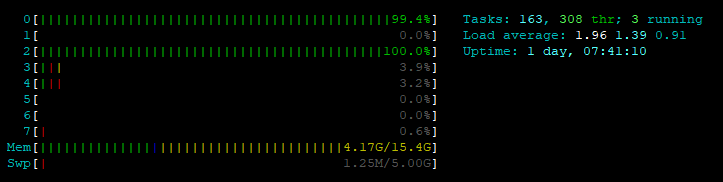 0[||||||||||||||||||||||||||||||||||||||||||||||||99.4%] Tasks: 163, 308 thr; 3 running
1[ 0.0%] Load average: 1.96 1.39 0.91
2[|||||||||||||||||||||||||||||||||||||||||||||||100.0%] Uptime: 1 day, 07:41:10
3[||| 3.9%]
4[||| 3.2%]
5[ 0.0%]
6[ 0.0%]
7[| 0.6%]
Mem[||||||||||||||||||||||||||||||||||||||||4.17G/15.4G]
Swp[| 1.25M/5.00G]